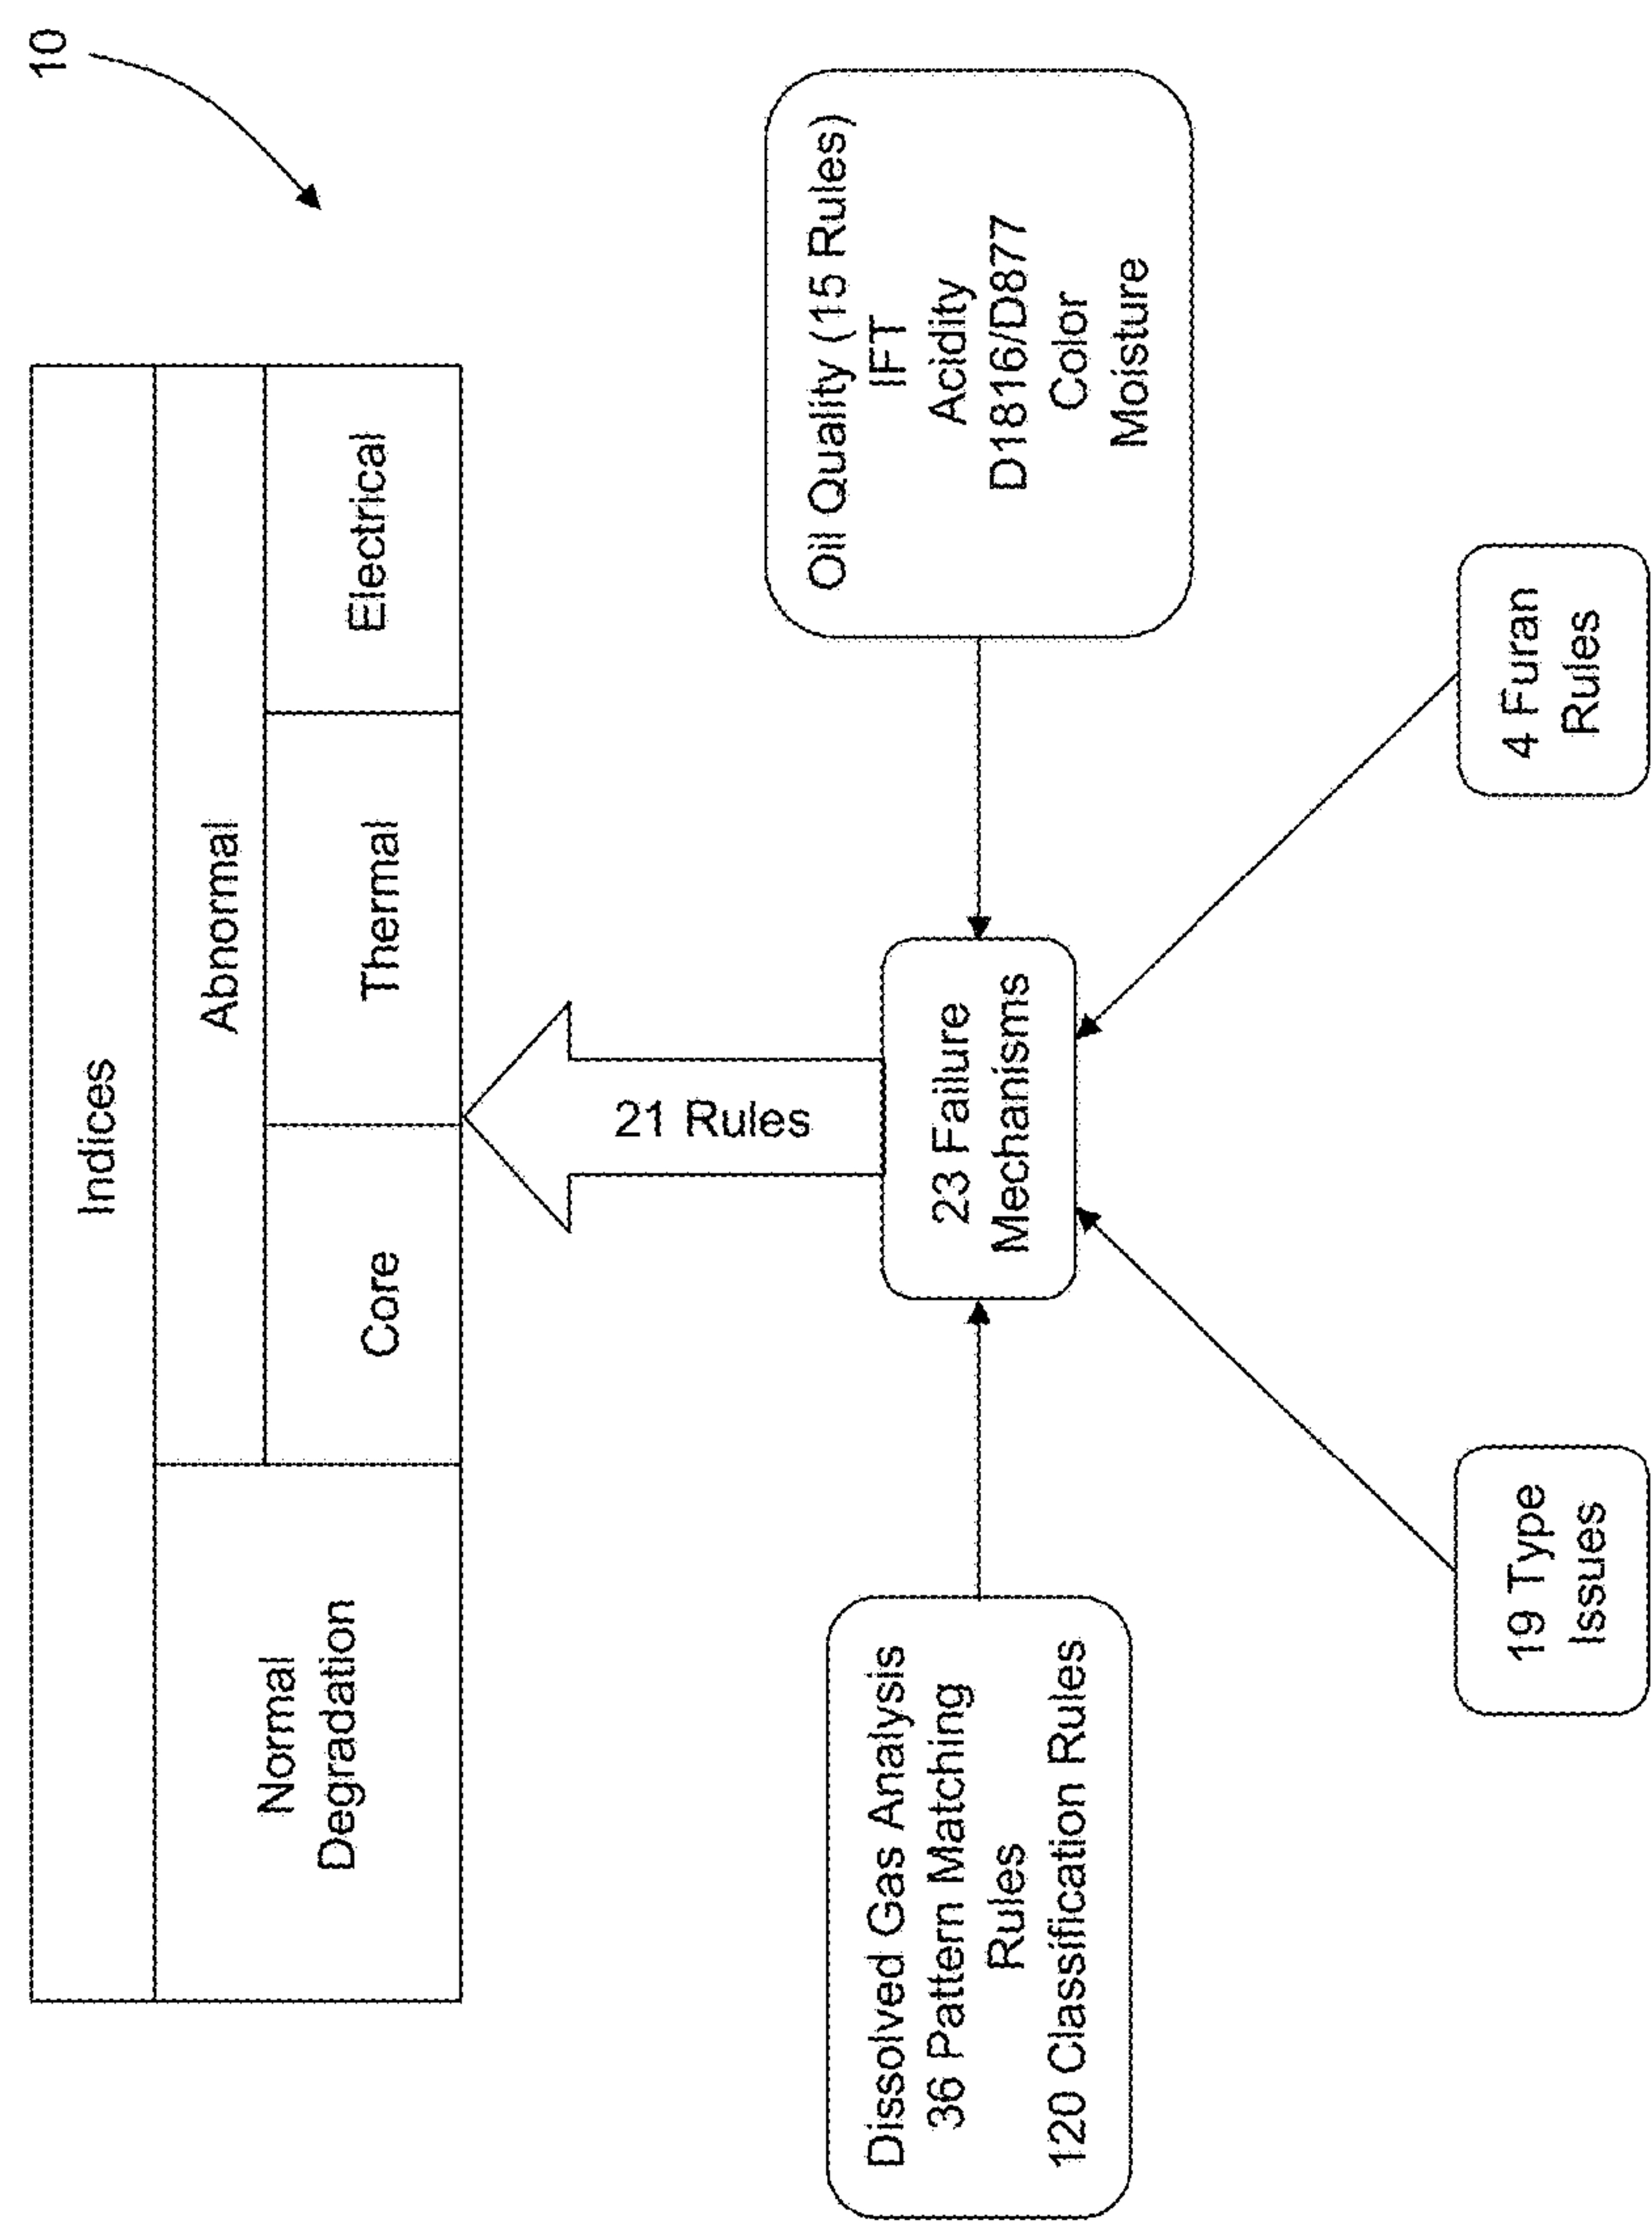 10
Indices
Normal
Degradation
Abnormal
Core
Thermal
Electrical
21 Rules
Dissolved Gas Analysis
36 Pattern Matching
Rules
120 Classification Rules
23 Failure
Mechanisms
Oil Quality (15 Rules)
IFT
Acidity
D1816/D877
Color
Moisture
19 Type
Issues
4 Furan
Rules